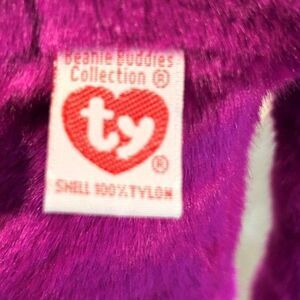 Beanie Buddies
Collection ®
ty
®
SHELL 100% TYLON